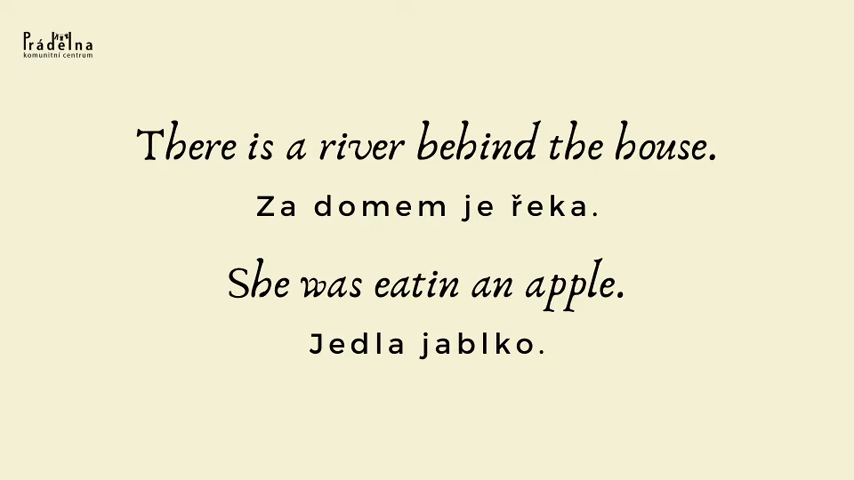 Prádelna
komunitní centrum
There is a river behind the house.
Za domem je řeka.
She was eatin an apple.
Jedla jablko.